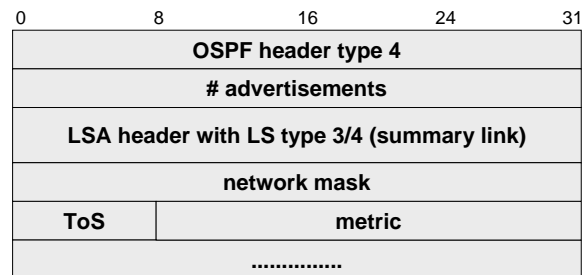 0 8 16 24 31
OSPF header type 4
# advertisements
LSA header with LS type 3/4 (summary link)
network mask
ToS metric
...............